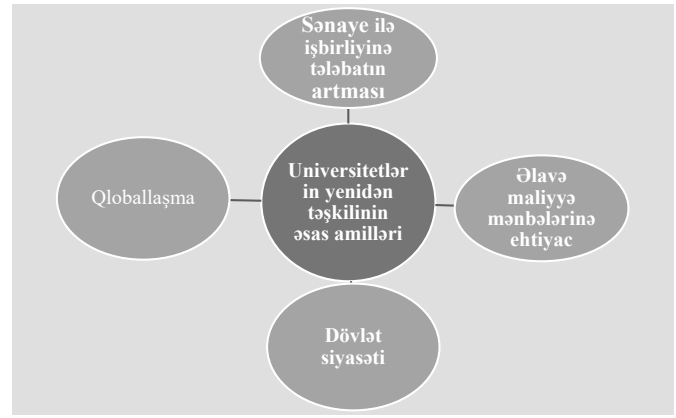 Sənaye ilə
işbirliyinə
tələbatın
artması
Qloballaşma
Universitetlər
in yenidən
təşkilinin
əsas amilləri
Əlavə
maliyyə
mənbələrinə
ehtiyac
Dövlət
siyasəti